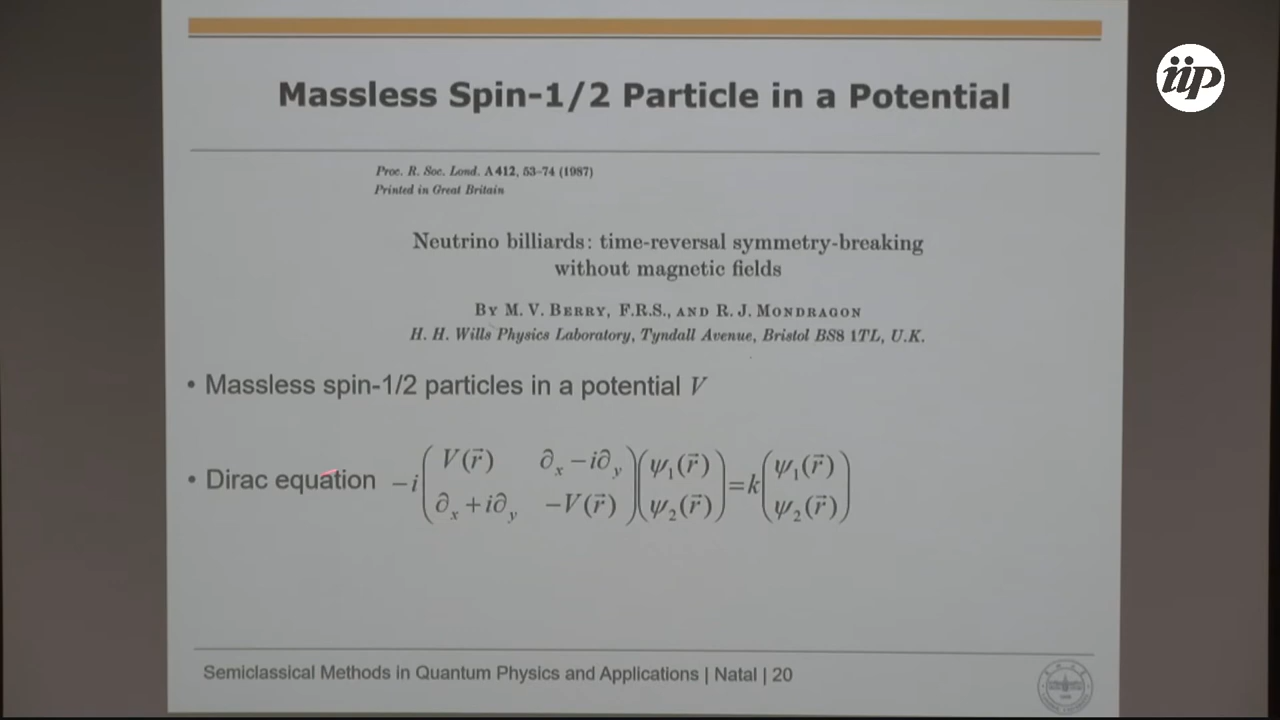 iip
Massless Spin-1/2 Particle in a Potential
Proc. R. Soc. Lond. A 412, 53–74 (1987)
Printed in Great Britain
Neutrino billiards: time-reversal symmetry-breaking
without magnetic fields
By M. V. Berry, F.R.S., and R. J. Mondragon
H. H. Wills Physics Laboratory, Tyndall Avenue, Bristol BS8 1TL, U.K.
• Massless spin-1/2 particles in a potential V
• Dirac equation −i ( V(r⃗) ∂x − i∂y ; ∂x + i∂y −V(r⃗) ) ( ψ1(r⃗) ; ψ2(r⃗) ) = k ( ψ1(r⃗) ; ψ2(r⃗) )
Semiclassical Methods in Quantum Physics and Applications | Natal | 20